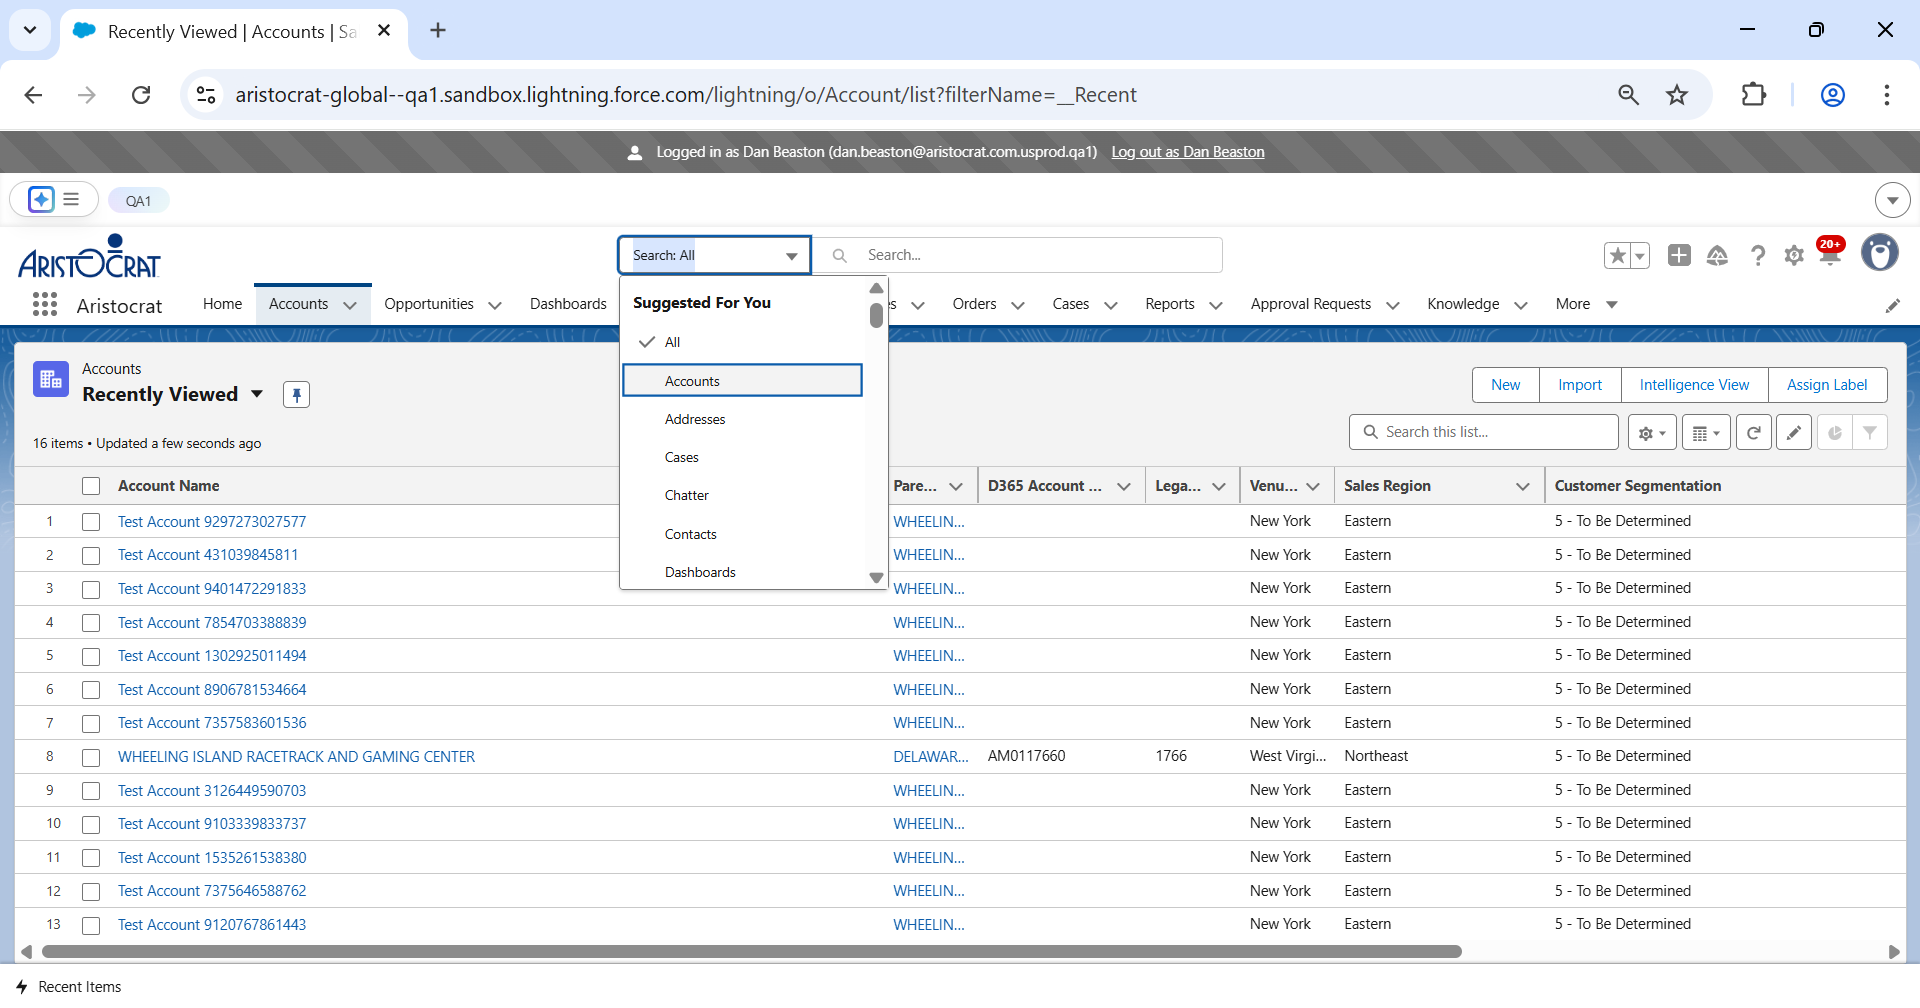 Recently Viewed | Accounts | Sa
aristocrat-global--qa1.sandbox.lightning.force.com/lightning/o/Account/list?filterName=__Recent
Logged in as Dan Beaston (dan.beaston@aristocrat.com.usprod.qa1) Log out as Dan Beaston
QA1
ARISTOCRAT
Search: All
Search...
20+
Aristocrat
Home
Accounts
Opportunities
Dashboards
es
Orders
Cases
Reports
Approval Requests
Knowledge
More
Suggested For You
All
Accounts
Addresses
Cases
Chatter
Contacts
Dashboards
Accounts
Recently Viewed
New
Import
Intelligence View
Assign Label
16 items • Updated a few seconds ago
Search this list...
Account Name Pare... D365 Account ... Lega... Venu... Sales Region Customer Segmentation
1 Test Account 9297273027577 WHEELIN... New York Eastern 5 - To Be Determined
2 Test Account 431039845811 WHEELIN... New York Eastern 5 - To Be Determined
3 Test Account 9401472291833 WHEELIN... New York Eastern 5 - To Be Determined
4 Test Account 7854703388839 WHEELIN... New York Eastern 5 - To Be Determined
5 Test Account 1302925011494 WHEELIN... New York Eastern 5 - To Be Determined
6 Test Account 8906781534664 WHEELIN... New York Eastern 5 - To Be Determined
7 Test Account 7357583601536 WHEELIN... New York Eastern 5 - To Be Determined
8 WHEELING ISLAND RACETRACK AND GAMING CENTER DELAWAR... AM0117660 1766 West Virgi... Northeast 5 - To Be Determined
9 Test Account 3126449590703 WHEELIN... New York Eastern 5 - To Be Determined
10 Test Account 9103339833737 WHEELIN... New York Eastern 5 - To Be Determined
11 Test Account 1535261538380 WHEELIN... New York Eastern 5 - To Be Determined
12 Test Account 7375646588762 WHEELIN... New York Eastern 5 - To Be Determined
13 Test Account 9120767861443 WHEELIN... New York Eastern 5 - To Be Determined
Recent Items